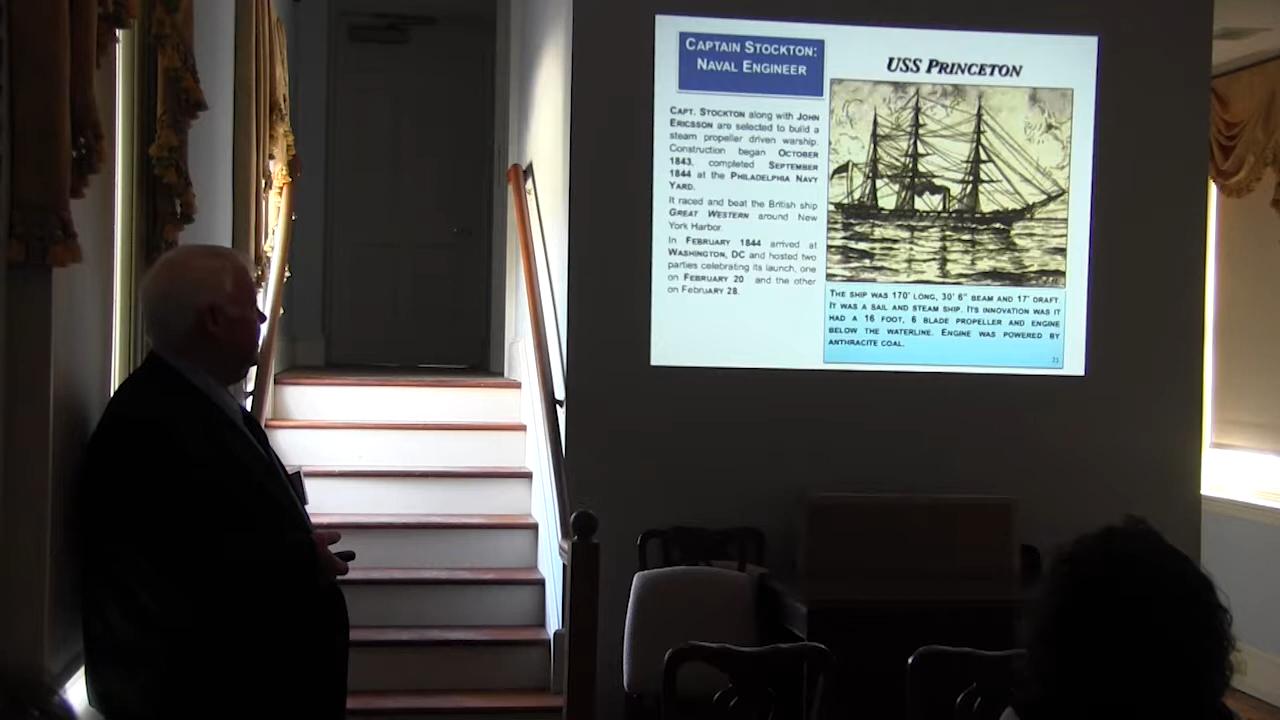 CAPTAIN STOCKTON:
NAVAL ENGINEER
CAPT. STOCKTON along with JOHN
ERICSSON are selected to build a
steam propeller driven warship.
Construction began OCTOBER
1843, completed SEPTEMBER
1844 at the PHILADELPHIA NAVY
YARD.
It raced and beat the British ship
GREAT WESTERN around New
York Harbor.
In FEBRUARY 1844 arrived at
WASHINGTON, DC and hosted two
parties celebrating its launch, one
on FEBRUARY 20 and the other
on FEBRUARY 28.
USS PRINCETON
THE SHIP WAS 170' LONG, 30' 6" BEAM AND 17' DRAFT.
IT WAS A SAIL AND STEAM SHIP. ITS INNOVATION WAS IT
HAD A 16 FOOT, 6 BLADE PROPELLER AND ENGINE
BELOW THE WATERLINE. ENGINE WAS POWERED BY
ANTHRACITE COAL.